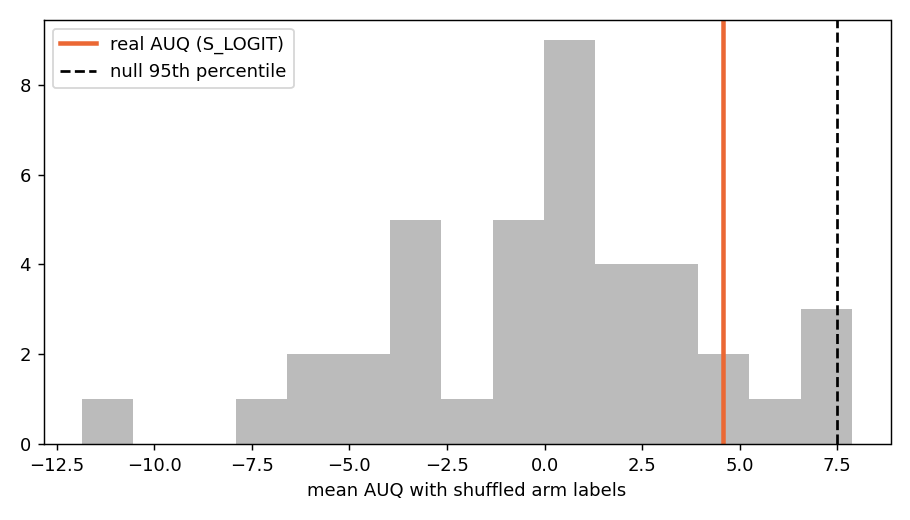 real AUQ (S_LOGIT)
null 95th percentile
8
6
4
2
0
−12.5 −10.0 −7.5 −5.0 −2.5 0.0 2.5 5.0 7.5
mean AUQ with shuffled arm labels